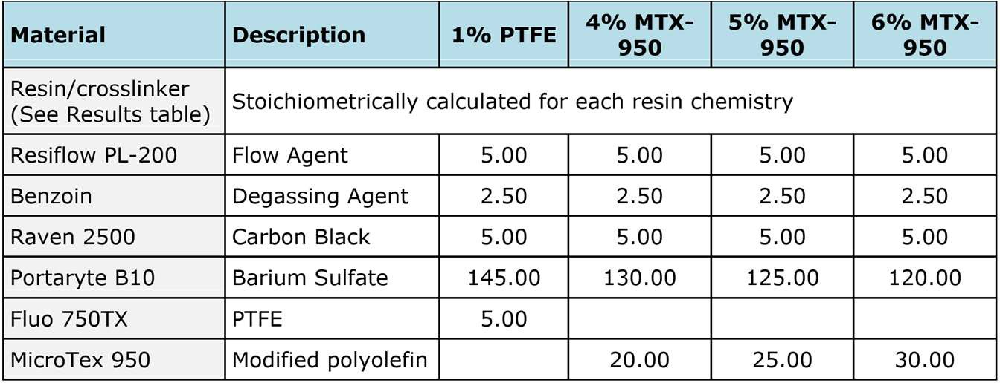 Material Description 1% PTFE 4% MTX-950 5% MTX-950 6% MTX-950
Resin/crosslinker
(See Results table) Stoichiometrically calculated for each resin chemistry
Resiflow PL-200 Flow Agent 5.00 5.00 5.00 5.00
Benzoin Degassing Agent 2.50 2.50 2.50 2.50
Raven 2500 Carbon Black 5.00 5.00 5.00 5.00
Portaryte B10 Barium Sulfate 145.00 130.00 125.00 120.00
Fluo 750TX PTFE 5.00
MicroTex 950 Modified polyolefin 20.00 25.00 30.00